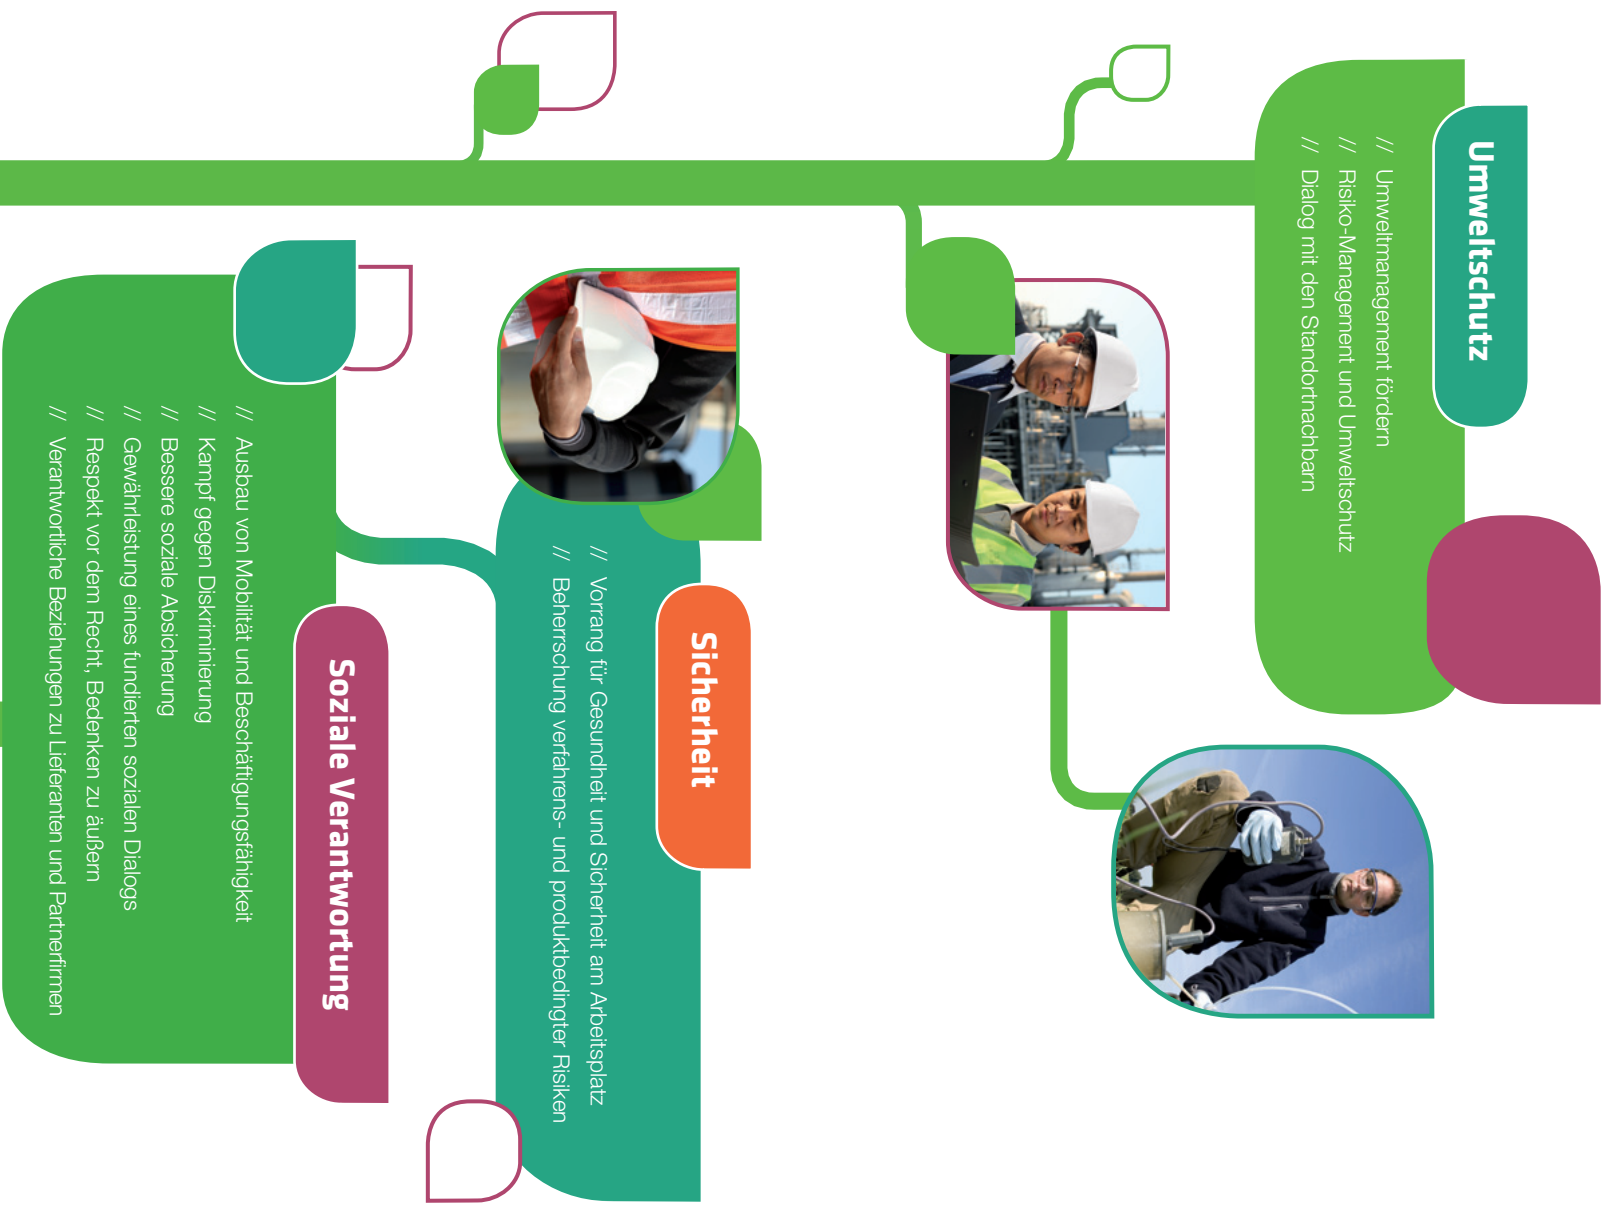 Umweltschutz
// Umweltmanagement fördern
// Risiko-Management und Umweltschutz
// Dialog mit den Standortnachbarn
Sicherheit
// Vorrang für Gesundheit und Sicherheit am Arbeitsplatz
// Beherrschung verfahrens- und produktbedingter Risiken
Soziale Verantwortung
// Ausbau von Mobilität und Beschäftigungsfähigkeit
// Kampf gegen Diskriminierung
// Bessere soziale Absicherung
// Gewährleistung eines fundierten sozialen Dialogs
// Respekt vor dem Recht, Bedenken zu äußern
// Verantwortliche Beziehungen zu Lieferanten und Partnerfirmen